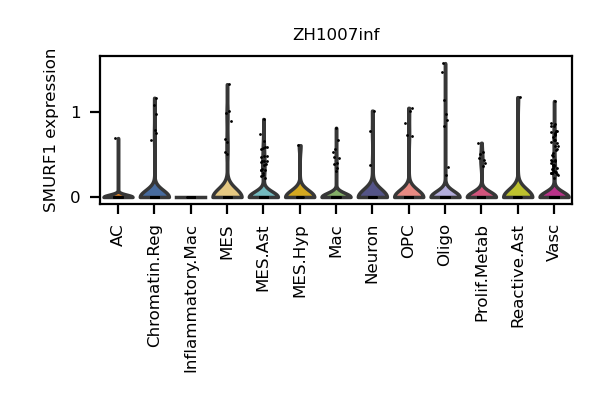 ZH1007inf
SMURF1 expression
1
0
AC
Chromatin.Reg
Inflammatory.Mac
MES
MES.Ast
MES.Hyp
Mac
Neuron
OPC
Oligo
Prolif.Metab
Reactive.Ast
Vasc